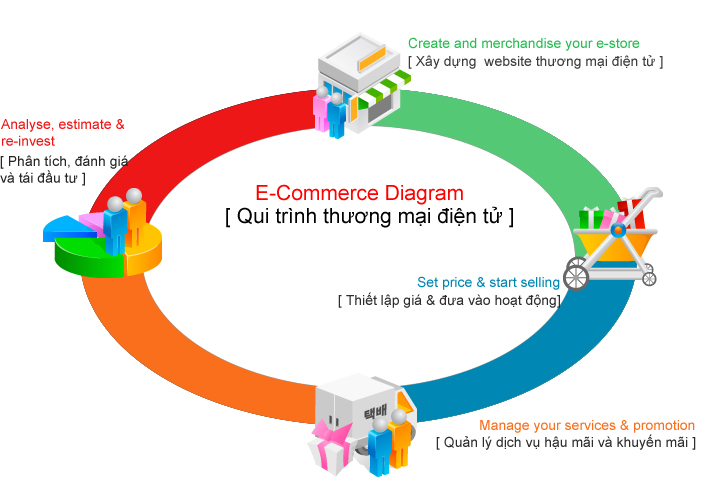 Create and merchandise your e-store
[ Xây dựng website thương mại điện tử ]
Analyse, estimate &
re-invest
[ Phân tích, đánh giá
và tái đầu tư ]
E-Commerce Diagram
[ Qui trình thương mại điện tử ]
Set price & start selling
[ Thiết lập giá & đưa vào hoạt động]
택배
Manage your services & promotion
[ Quản lý dịch vụ hậu mãi và khuyến mãi ]